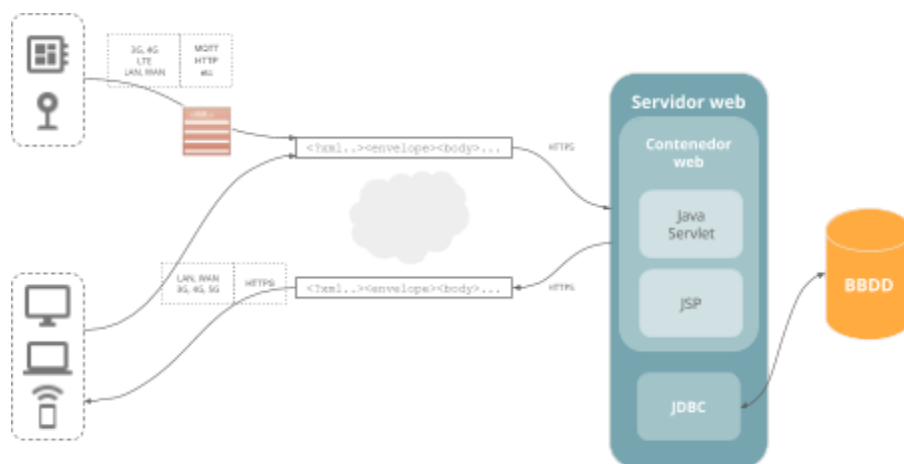 3G, 4G
LTE
LAN, WAN
MQTT
HTTP
etc
<?xml..><envelope><body>...
HTTPS
LAN, WAN
3G, 4G, 5G
HTTPS
<?xml..><envelope><body>...
HTTPS
Servidor web
Contenedor
web
Java
Servlet
JSP
JDBC
BBDD